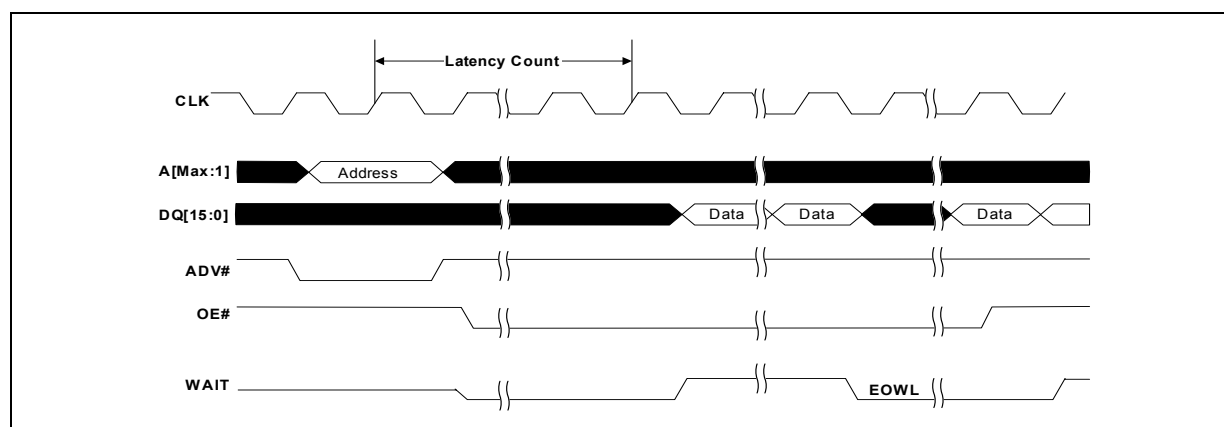 Latency Count
CLK
A[Max:1]
Address
DQ[15:0]
Data
Data
Data
ADV#
OE#
WAIT
EOWL